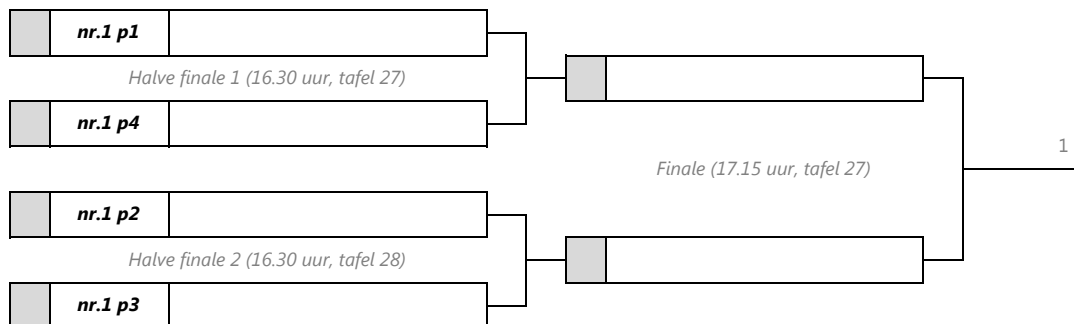 nr.1 p1
Halve finale 1 (16.30 uur, tafel 27)
nr.1 p4
Finale (17.15 uur, tafel 27)
1
nr.1 p2
Halve finale 2 (16.30 uur, tafel 28)
nr.1 p3